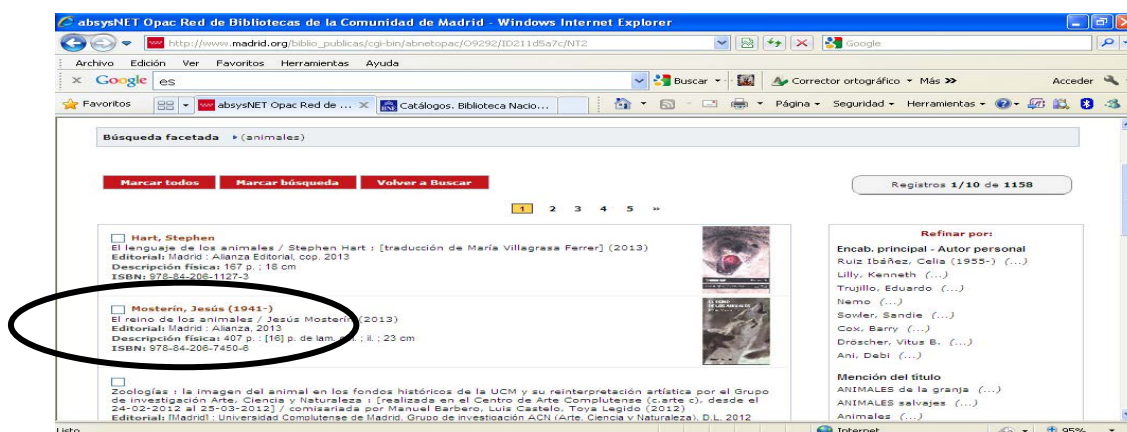 absysNET Opac Red de Bibliotecas de la Comunidad de Madrid - Windows Internet Explorer
http://www.madrid.org/biblio_publicas/cgi-bin/abnetopac/O9292/ID211d5a7c/NT2
Google
Archivo Edición Ver Favoritos Herramientas Ayuda
Google es Buscar Corrector ortográfico Más Acceder
Favoritos absysNET Opac Red de ... Catálogos. Biblioteca Nacio... Página Seguridad Herramientas
Búsqueda facetada (animales)
Marcar todos Marcar búsqueda Volver a Buscar
Registros 1/10 de 1158
1 2 3 4 5 »
Hart, Stephen
El lenguaje de los animales / Stephen Hart ; [traducción de María Villagrasa Ferrer] (2013)
Editorial: Madrid : Alianza Editorial, cop. 2013
Descripción física: 167 p. ; 18 cm
ISBN: 978-84-206-1127-3
Mosterín, Jesús (1941-)
El reino de los animales / Jesús Mosterín (2013)
Editorial: Madrid : Alianza, 2013
Descripción física: 407 p. : [16] p. de lam. ; il. ; 23 cm
ISBN: 978-84-206-7450-6
Zoologías : la imagen del animal en los fondos históricos de la UCM y su reinterpretación artística por el Grupo
de investigación Arte, Ciencia y Naturaleza : [realizada en el Centro de Arte Complutense (c.arte c), desde el
24-02-2012 al 25-03-2012] / comisariada por Manuel Barbero, Luis Castelo, Toya Legido (2012)
Editorial: [Madrid] : Universidad Complutense de Madrid, Grupo de investigación ACN (Arte, Ciencia y Naturaleza), D.L. 2012
Refinar por:
Encab. principal - Autor personal
Ruiz Ibáñez, Celia (1955-) (...)
Lilly, Kenneth (...)
Trujillo, Eduardo (...)
Nemo (...)
Sowler, Sandie (...)
Cox, Barry (...)
Dröscher, Vitus B. (...)
Ani, Debi (...)
Mención del título
ANIMALES de la granja (...)
ANIMALES salvajes (...)
Animales (...)
Listo Internet 95%